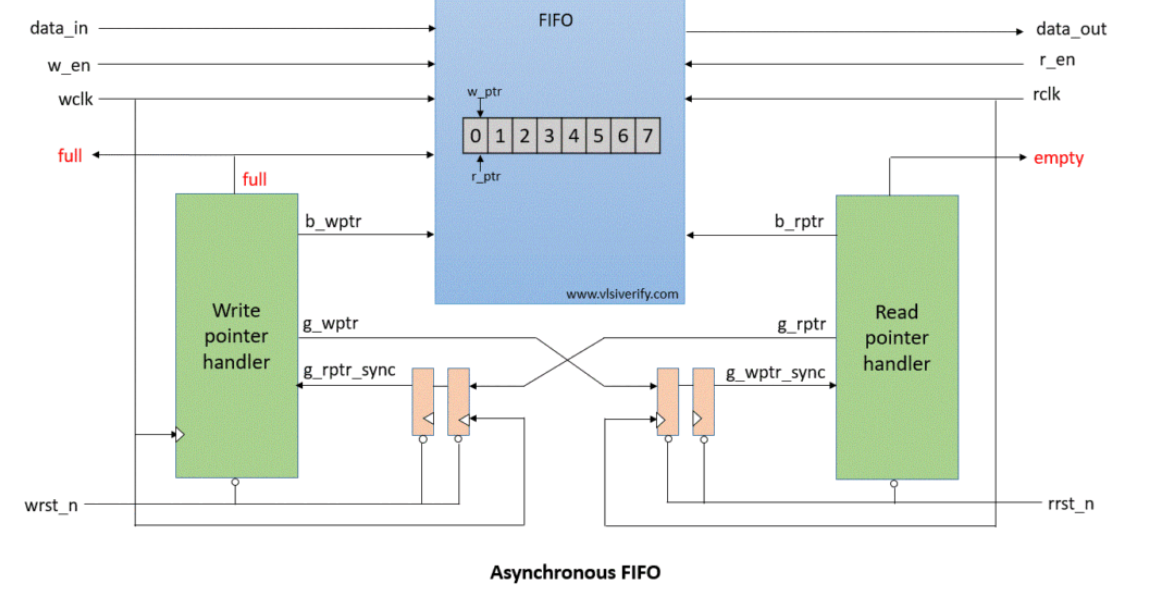 data_in
FIFO
data_out
w_en
r_en
wclk
w_ptr
rclk
0 1 2 3 4 5 6 7
full
full
r_ptr
empty
b_wptr
b_rptr
www.vlsiverify.com
Write
pointer
handler
Read
pointer
handler
g_wptr
g_rptr
g_rptr_sync
g_wptr_sync
wrst_n
rrst_n
Asynchronous FIFO